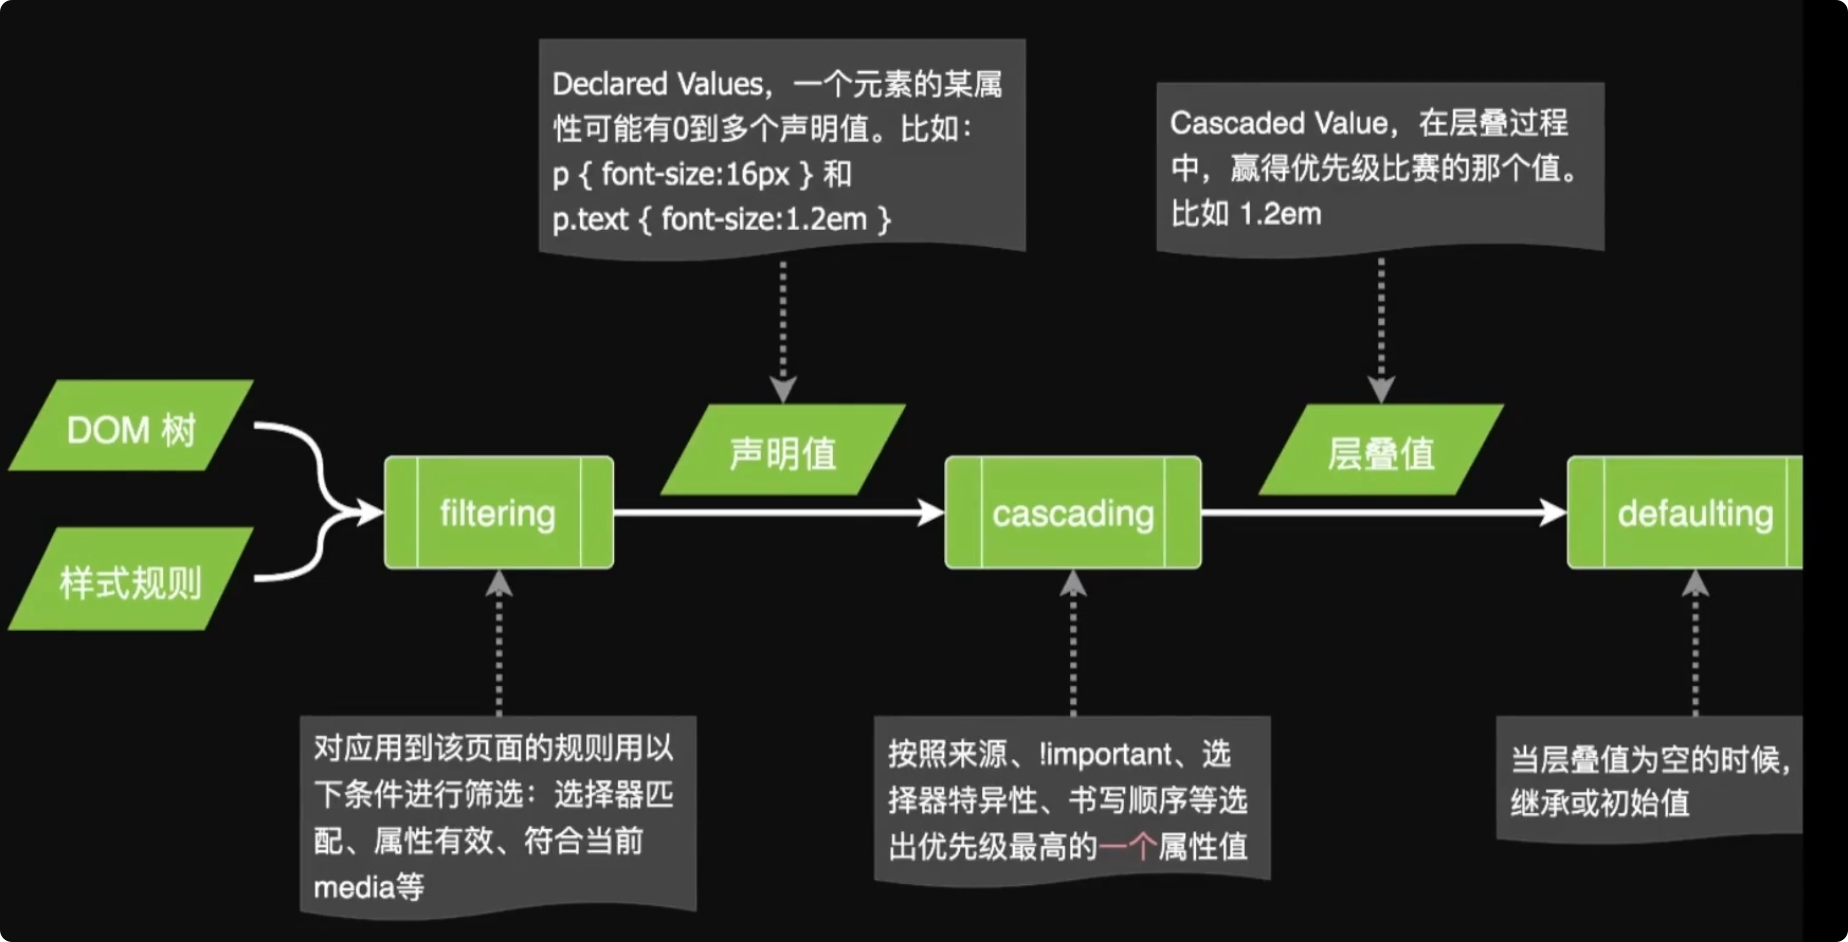 Declared Values，一个元素的某属
性可能有0到多个声明值。比如：
p { font-size:16px } 和
p.text { font-size:1.2em }
Cascaded Value，在层叠过程
中，赢得优先级比赛的那个值。
比如 1.2em
DOM 树
样式规则
filtering
声明值
cascading
层叠值
defaulting
对应用到该页面的规则用以
下条件进行筛选：选择器匹
配、属性有效、符合当前
media等
按照来源、!important、选
择器特异性、书写顺序等选
出优先级最高的一个属性值
当层叠值为空的时候，
继承或初始值